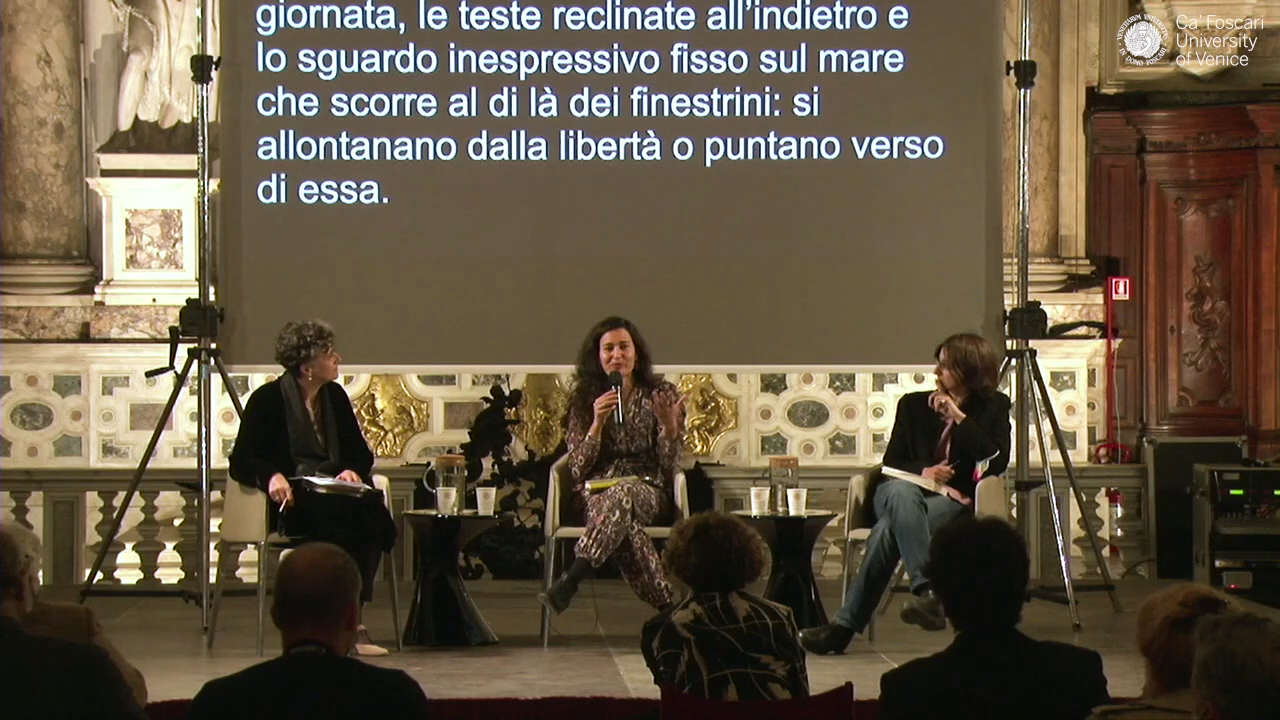 giornata, le teste reclinate all'indietro e
lo sguardo inespressivo fisso sul mare
che scorre al di là dei finestrini: si
allontanano dalla libertà o puntano verso
di essa.
Ca' Foscari
University
of Venice